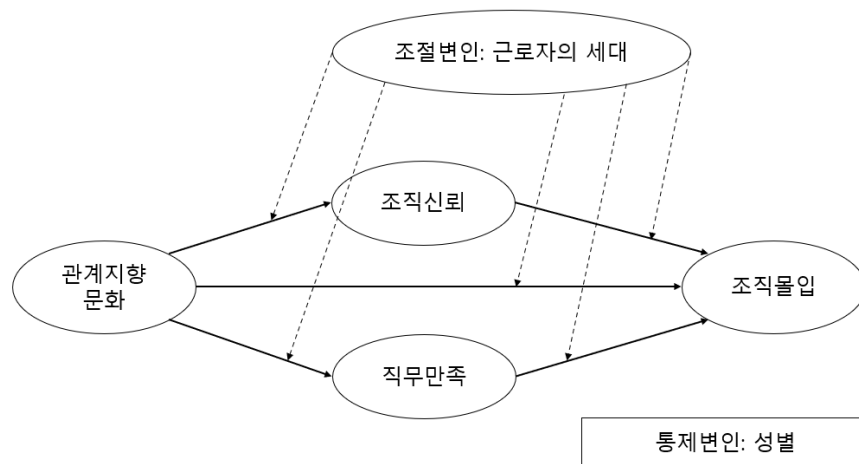 조절변인: 근로자의 세대
조직신뢰
관계지향
문화
조직몰입
직무만족
통제변인: 성별